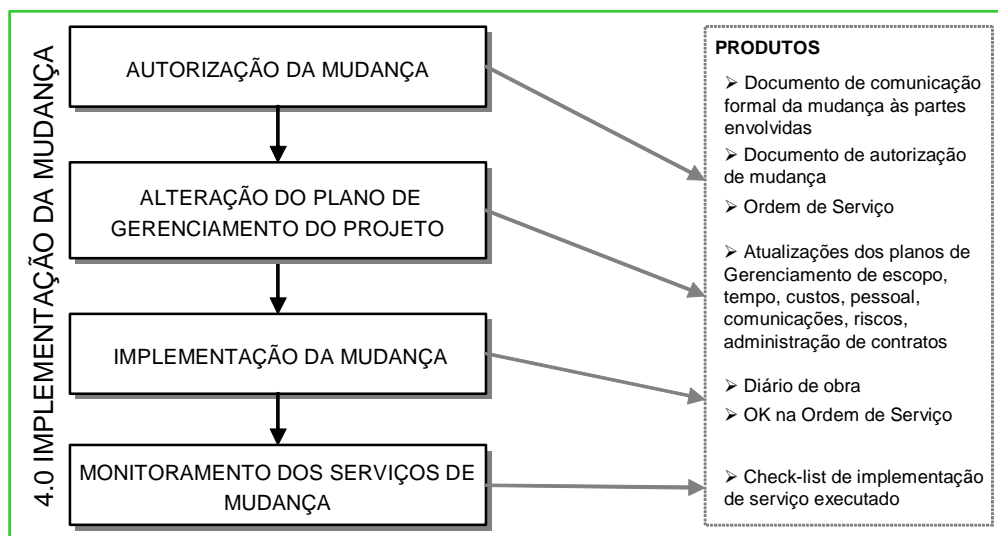 4.0 IMPLEMENTAÇÃO DA MUDANÇA
AUTORIZAÇÃO DA MUDANÇA
ALTERAÇÃO DO PLANO DE
GERENCIAMENTO DO PROJETO
IMPLEMENTAÇÃO DA MUDANÇA
MONITORAMENTO DOS SERVIÇOS DE
MUDANÇA
PRODUTOS
➢ Documento de comunicação
formal da mudança às partes
envolvidas
➢ Documento de autorização
de mudança
➢ Ordem de Serviço
➢ Atualizações dos planos de
Gerenciamento de escopo,
tempo, custos, pessoal,
comunicações, riscos,
administração de contratos
➢ Diário de obra
➢ OK na Ordem de Serviço
➢ Check-list de implementação
de serviço executado